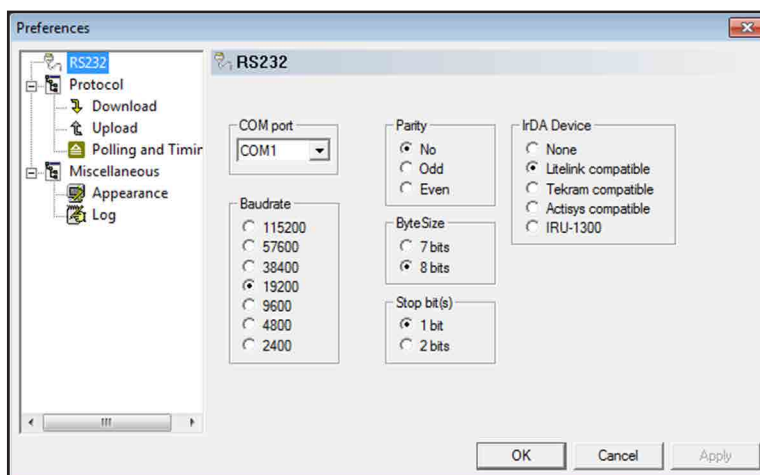 Preferences
RS232
Protocol
Download
Upload
Polling and Timir
Miscellaneous
Appearance
Log
RS232
COM port
COM1
Baudrate
115200
57600
38400
19200
9600
4800
2400
Parity
No
Odd
Even
ByteSize
7 bits
8 bits
Stop bit(s)
1 bit
2 bits
IrDA Device
None
Litelink compatible
Tekram compatible
Actisys compatible
IRU-1300
OK
Cancel
Apply